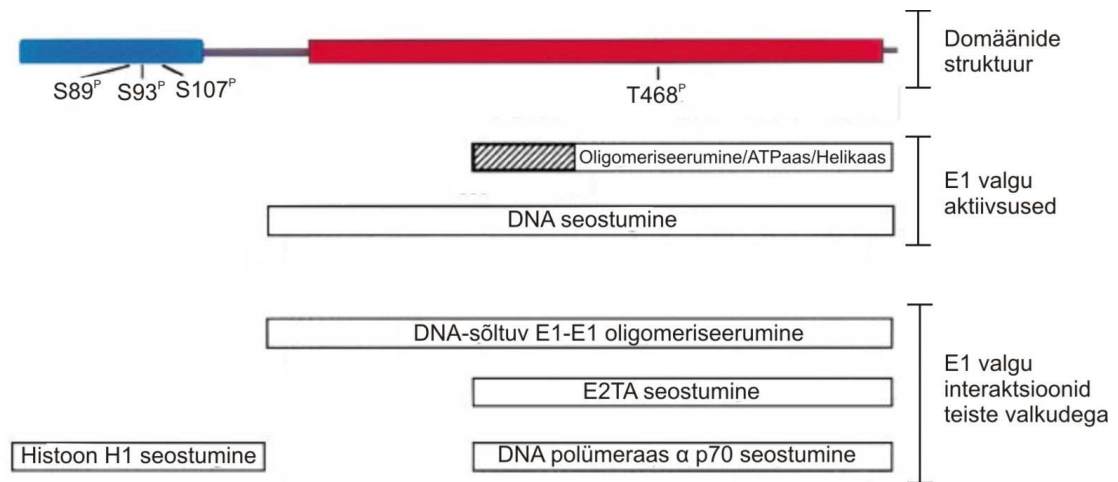 Domäänide
struktuur
S89ᴾ S93ᴾ S107ᴾ
T468ᴾ
Oligomeriseerumine/ATPaas/Helikaas
DNA seostumine
E1 valgu
aktiivsused
DNA-sõltuv E1-E1 oligomeriseerumine
E2TA seostumine
Histoon H1 seostumine
DNA polümeraas α p70 seostumine
E1 valgu
interaktsioonid
teiste valkudega